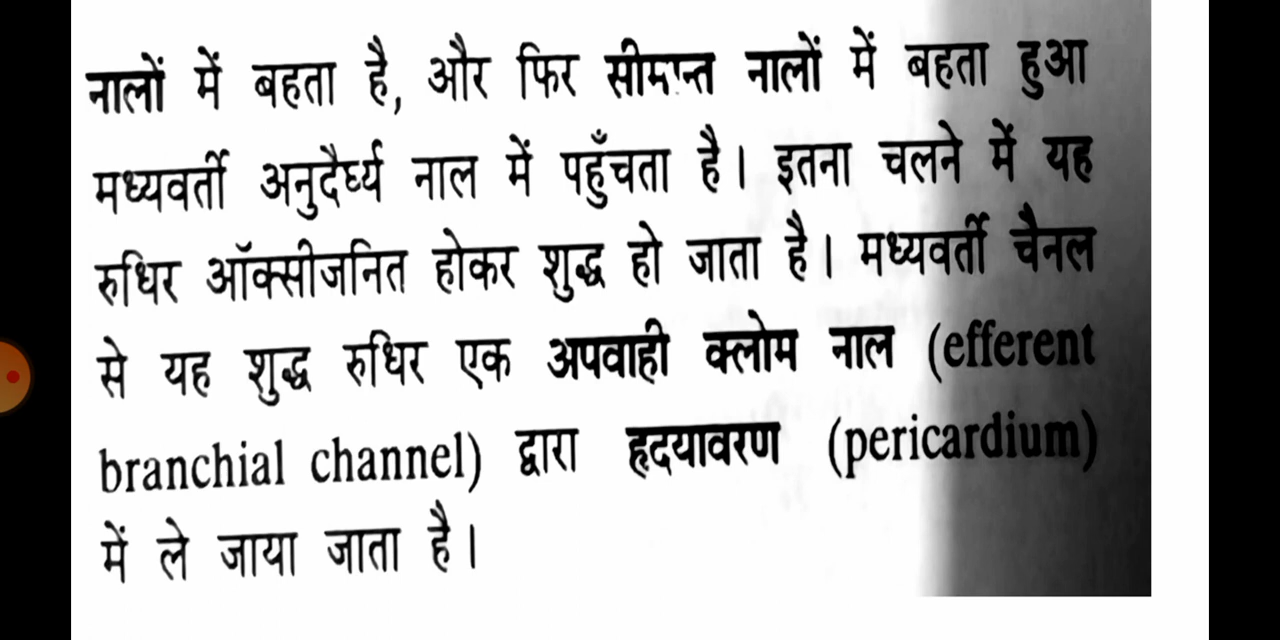 नालों में बहता है, और फिर सीमान्त नालों में बहता हुआ
मध्यवर्ती अनुदैर्घ्य नाल में पहुँचता है। इतना चलने में यह
रुधिर ऑक्सीजनित होकर शुद्ध हो जाता है। मध्यवर्ती चैनल
से यह शुद्ध रुधिर एक अपवाही क्लोम नाल (efferent
branchial channel) द्वारा हृदयावरण (pericardium)
में ले जाया जाता है।